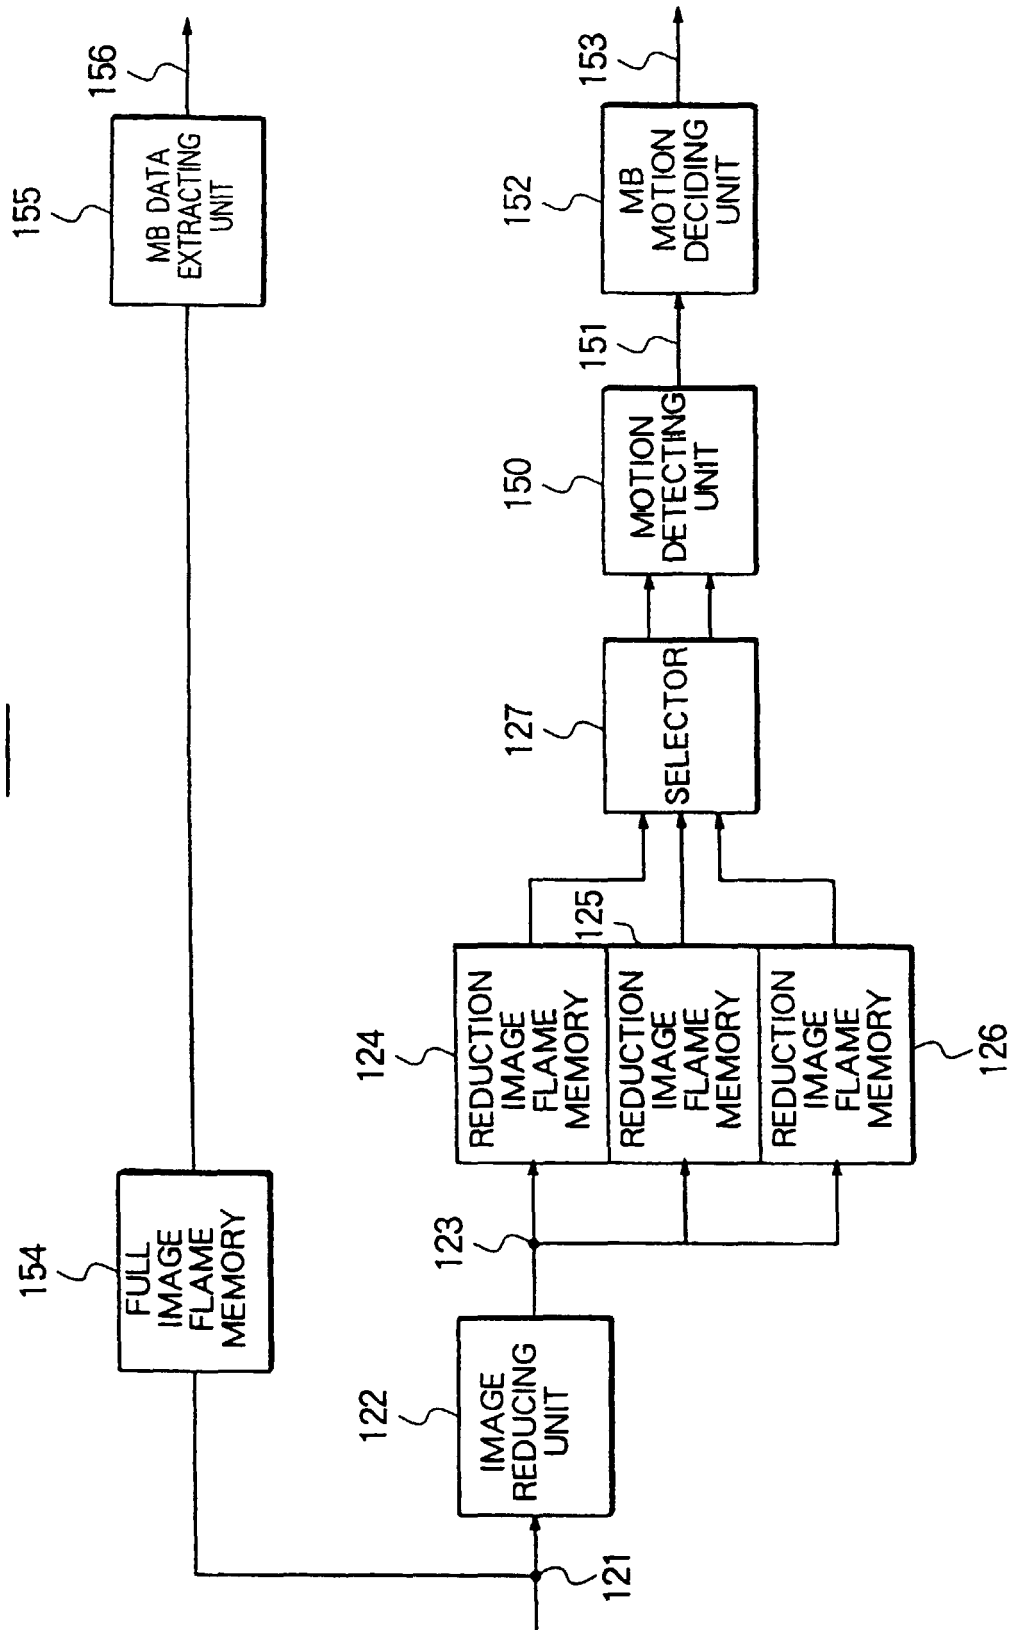 154
FULL
IMAGE
FLAME
MEMORY
155
MB DATA
EXTRACTING
UNIT
156
121
122
IMAGE
REDUCING
UNIT
123
124
REDUCTION
IMAGE
FLAME
MEMORY
125
REDUCTION
IMAGE
FLAME
MEMORY
REDUCTION
IMAGE
FLAME
MEMORY
126
127
SELECTOR
150
MOTION
DETECTING
UNIT
151
152
MB
MOTION
DECIDING
UNIT
153